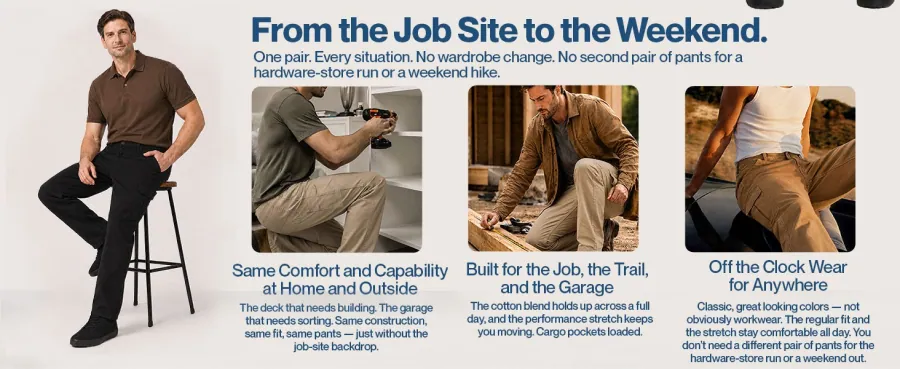 From the Job Site to the Weekend.
One pair. Every situation. No wardrobe change. No second pair of pants for a
hardware-store run or a weekend hike.
Same Comfort and Capability
at Home and Outside
The deck that needs building. The garage
that needs sorting. Same construction,
same fit, same pants — just without the
job-site backdrop.
Built for the Job, the Trail,
and the Garage
The cotton blend holds up across a full
day, and the performance stretch keeps
you moving. Cargo pockets loaded.
Off the Clock Wear
for Anywhere
Classic, great looking colors — not
obviously workwear. The regular fit and
the stretch stay comfortable all day. You
don't need a different pair of pants for the
hardware-store run or a weekend out.